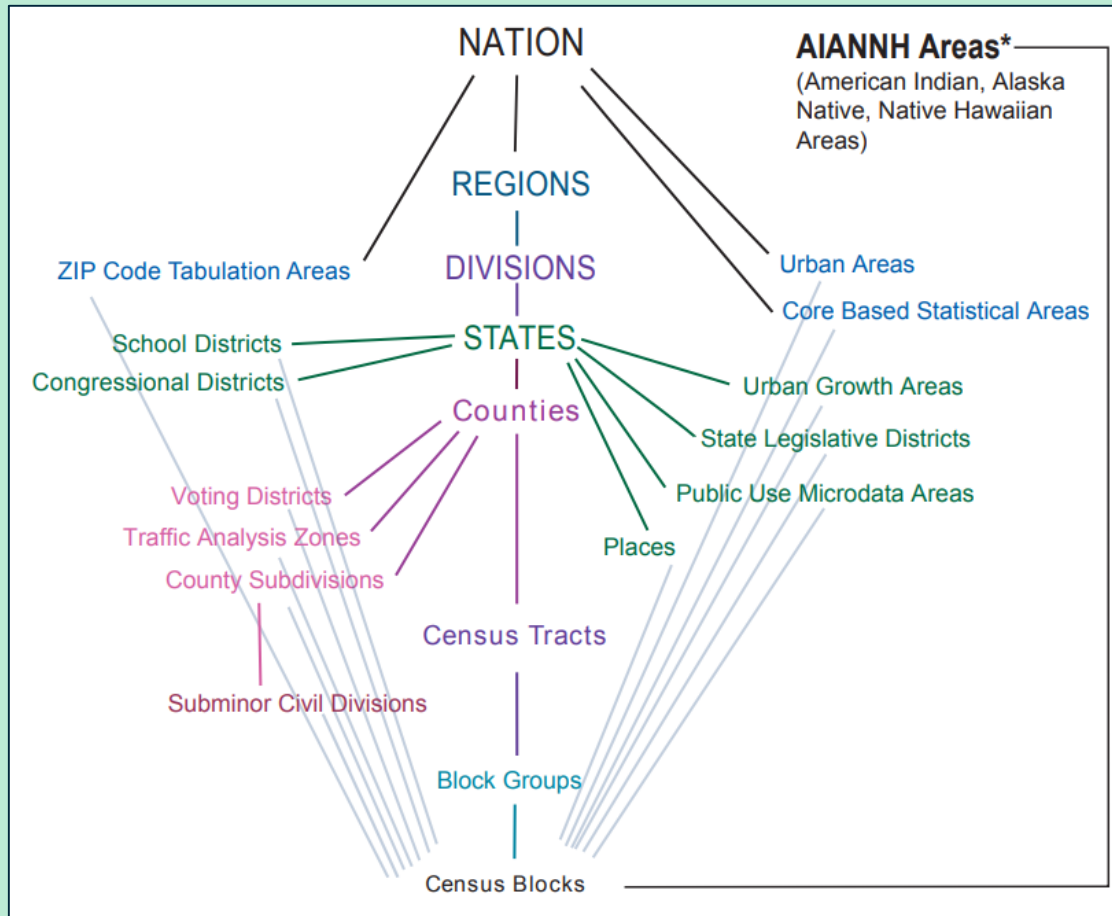 NATION
AIANNH Areas*
(American Indian, Alaska
Native, Native Hawaiian
Areas)
REGIONS
ZIP Code Tabulation Areas
DIVISIONS
Urban Areas
Core Based Statistical Areas
School Districts
STATES
Congressional Districts
Urban Growth Areas
Counties
State Legislative Districts
Voting Districts
Public Use Microdata Areas
Traffic Analysis Zones
Places
County Subdivisions
Census Tracts
Subminor Civil Divisions
Block Groups
Census Blocks